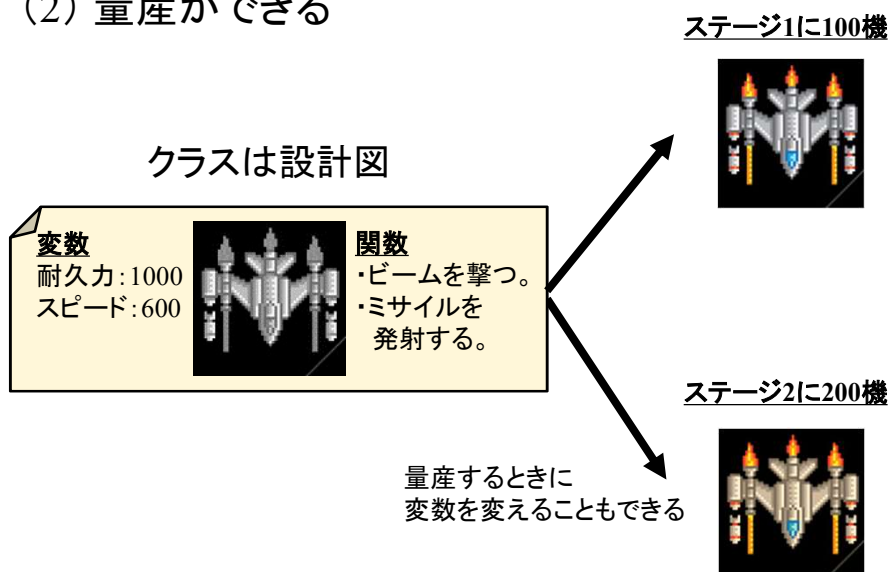 （2）量産ができる
ステージ1に100機
クラスは設計図
変数
耐久力：1000
スピード：600
関数
・ビームを撃つ。
・ミサイルを
発射する。
ステージ2に200機
量産するときに
変数を変えることもできる